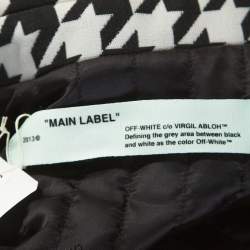 "MAIN LABEL"
2013©
OFF-WHITE c/o VIRGIL ABLOH™
Defining the grey area between black
and white as the color Off-White™